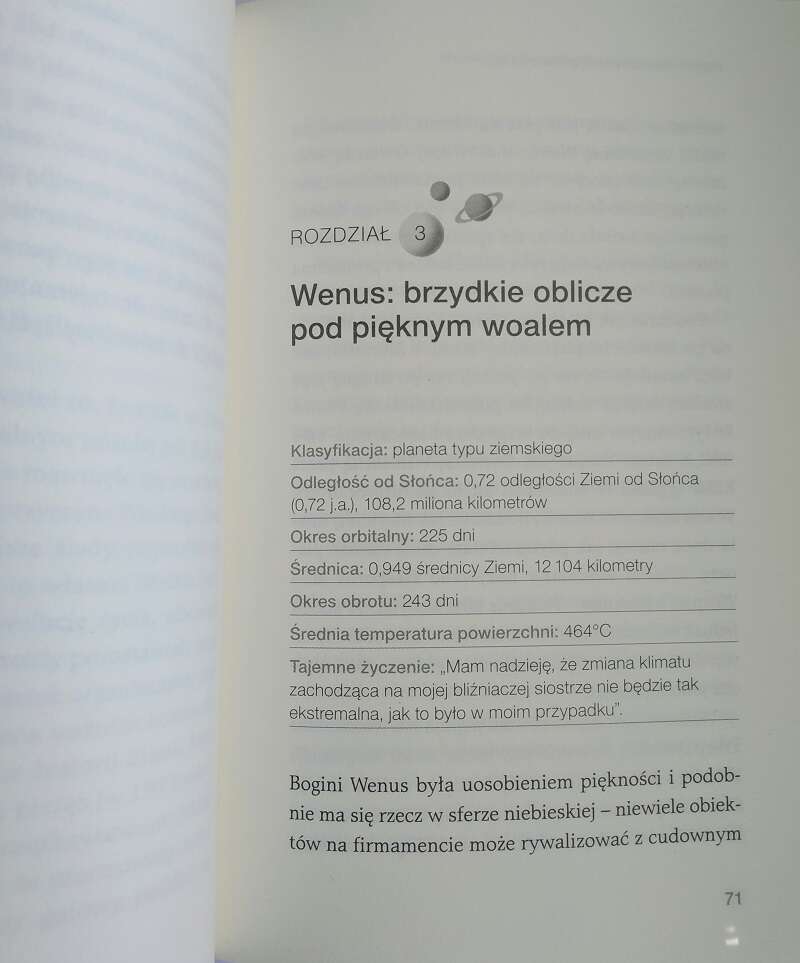 ROZDZIAŁ 3
Wenus: brzydkie oblicze
pod pięknym woalem
Klasyfikacja: planeta typu ziemskiego
Odległość od Słońca: 0,72 odległości Ziemi od Słońca
(0,72 j.a.), 108,2 miliona kilometrów
Okres orbitalny: 225 dni
Średnica: 0,949 średnicy Ziemi, 12 104 kilometry
Okres obrotu: 243 dni
Średnia temperatura powierzchni: 464°C
Tajemne życzenie: „Mam nadzieję, że zmiana klimatu
zachodząca na mojej bliźniaczej siostrze nie będzie tak
ekstremalna, jak to było w moim przypadku”.
Bogini Wenus była uosobieniem piękności i podob-
nie ma się rzecz w sferze niebieskiej – niewiele obiek-
tów na firmamencie może rywalizować z cudownym
71